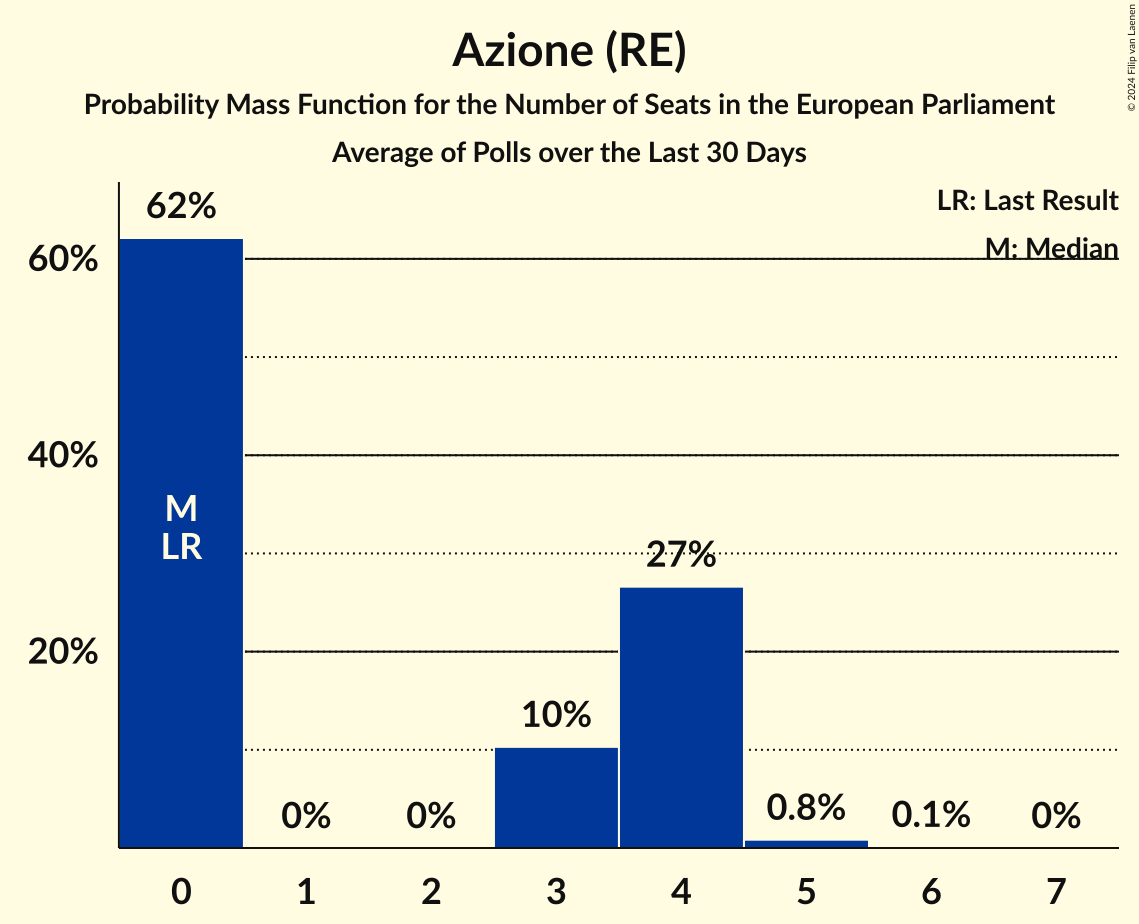 Azione (RE)
Probability Mass Function for the Number of Seats in the European Parliament
Average of Polls over the Last 30 Days
© 2024 Filip van Laenen
LR: Last Result
M: Median
62%
60%
40%
20%
M
LR
0%
0%
10%
27%
0.8%
0.1%
0%
0 1 2 3 4 5 6 7